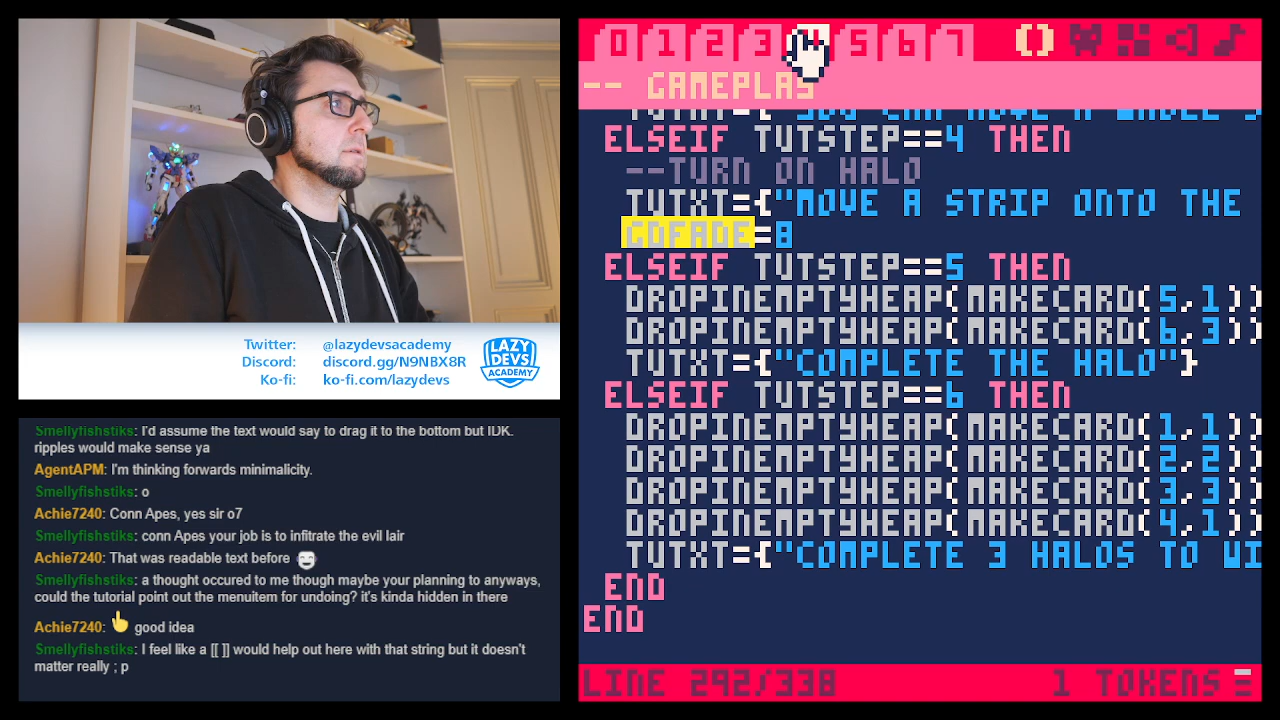 0 1 2 3 4 5 6 7
-- GAMEPLAY
ELSEIF TUTSTEP==4 THEN
--TURN ON HALO
TUTXT={"MOVE A STRIP ONTO THE
GDFADE=8
ELSEIF TUTSTEP==5 THEN
DROPINEMPTYHEAP(MAKECARD(5,1))
DROPINEMPTYHEAP(MAKECARD(6,3))
TUTXT={"COMPLETE THE HALO"}
ELSEIF TUTSTEP==6 THEN
DROPINEMPTYHEAP(MAKECARD(1,1))
DROPINEMPTYHEAP(MAKECARD(2,2))
DROPINEMPTYHEAP(MAKECARD(3,3))
DROPINEMPTYHEAP(MAKECARD(4,1))
TUTXT={"COMPLETE 3 HALOS TO WI
END
END
LINE 292/338 1 TOKENS
Twitter: @lazydevsacademy
Discord: discord.gg/N9NBX8R
Ko-fi: ko-fi.com/lazydevs
LAZY
DEVS
ACADEMY
Smellyfishstiks: I'd assume the text would say to drag it to the bottom but IDK.
ripples would make sense ya
AgentAPM: I'm thinking forwards minimalicity.
Smellyfishstiks: o
Achie7240: Conn Apes, yes sir o7
Smellyfishstiks: conn Apes your job is to infitrate the evil lair
Achie7240: That was readable text before
Smellyfishstiks: a thought occured to me though maybe your planning to anyways,
could the tutorial point out the menuitem for undoing? it's kinda hidden in there
Achie7240: 👆 good idea
Smellyfishstiks: I feel like a [[ ]] would help out here with that string but it doesn't
matter really ; p